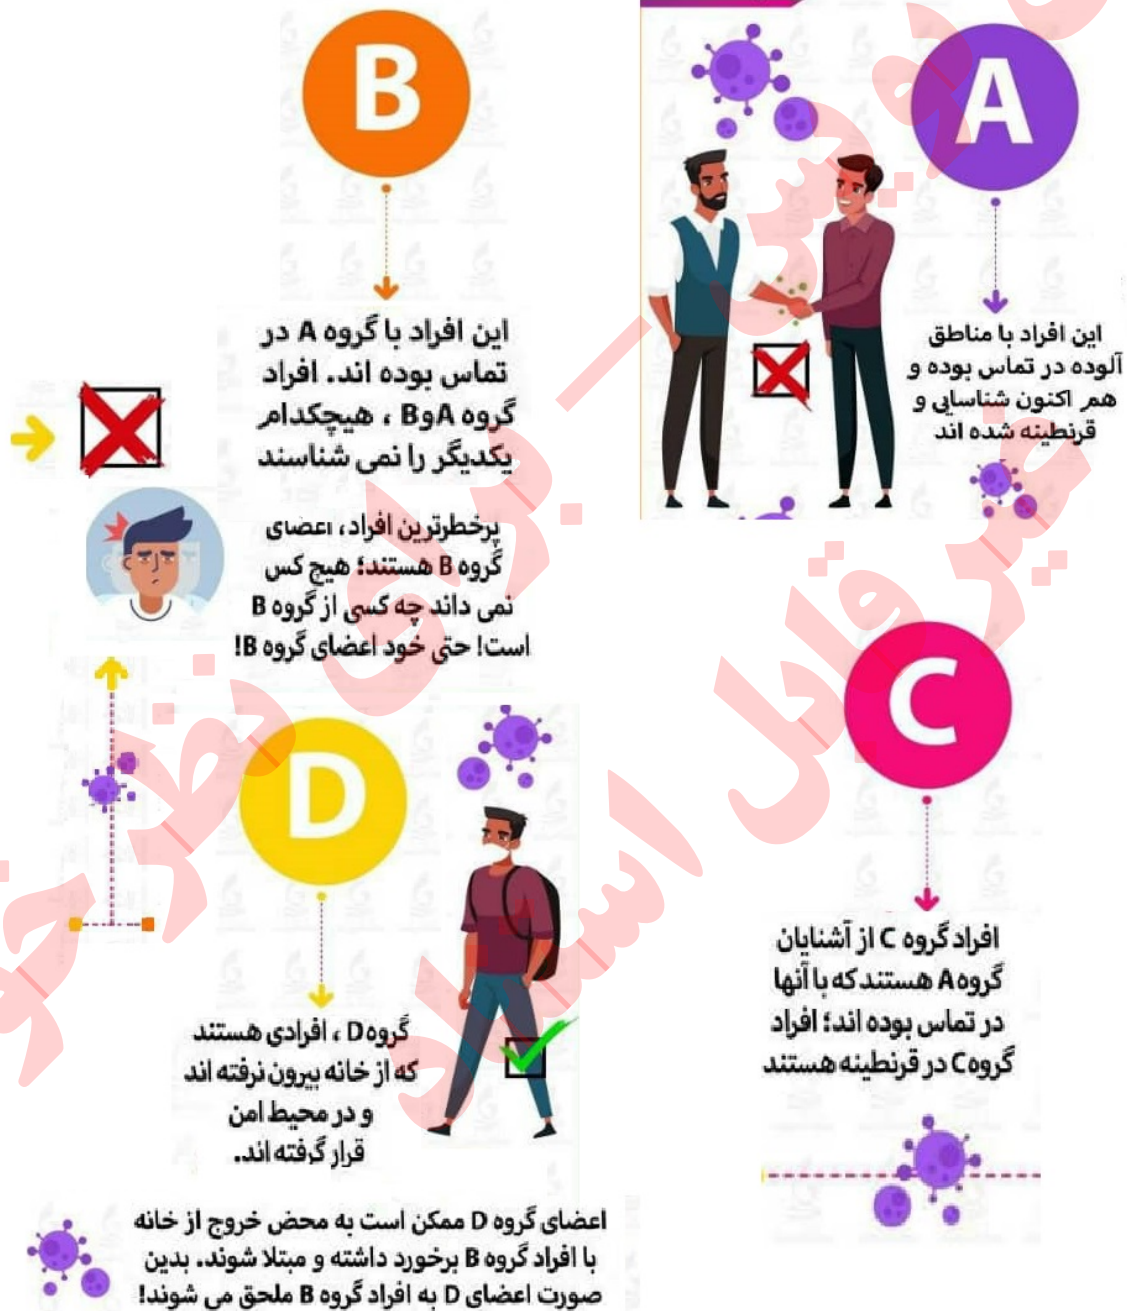 A
این افراد با مناطق
آلوده در تماس بوده و
هم اکنون شناسایی و
قرنطینه شده اند
B
این افراد با گروه A در
تماس بوده اند. افراد
گروه AوB ، هیچکدام
یکدیگر را نمی شناسند
پرخطرترین افراد، اعضای
گروه B هستند؛ هیچ کس
نمی داند چه کسی از گروه B
است! حتی خود اعضای گروه B!
C
افراد گروه C از آشنایان
گروه A هستند که با آنها
در تماس بوده اند؛ افراد
گروه C در قرنطینه هستند
D
گروه D ، افرادی هستند
که از خانه بیرون نرفته اند
و در محیط امن
قرار گرفته اند.
اعضای گروه D ممکن است به محض خروج از خانه
با افراد گروه B برخورد داشته و مبتلا شوند. بدین
صورت اعضای D به افراد گروه B ملحق می شوند!
برای نظر
غیرقابل استناد